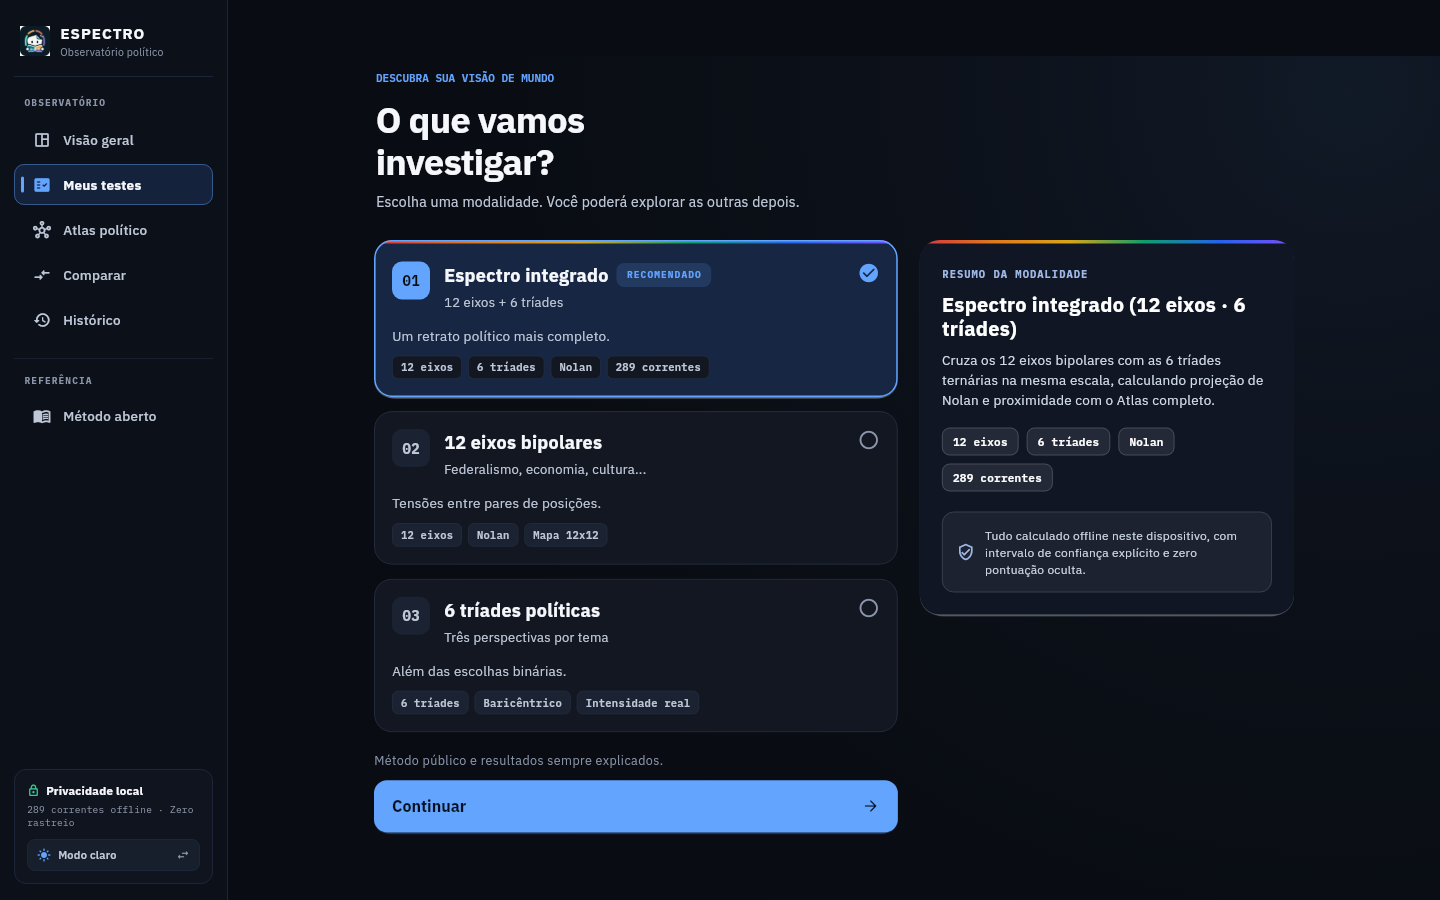 ESPECTRO
Observatório político
OBSERVATÓRIO
Visão geral
Meus testes
Atlas político
Comparar
Histórico
REFERÊNCIA
Método aberto
Privacidade local
289 correntes offline · Zero
rastreio
Modo claro
DESCUBRA SUA VISÃO DE MUNDO
O que vamos
investigar?
Escolha uma modalidade. Você poderá explorar as outras depois.
01
Espectro integrado
RECOMENDADO
12 eixos + 6 tríades
Um retrato político mais completo.
12 eixos
6 tríades
Nolan
289 correntes
02
12 eixos bipolares
Federalismo, economia, cultura...
Tensões entre pares de posições.
12 eixos
Nolan
Mapa 12x12
03
6 tríades políticas
Três perspectivas por tema
Além das escolhas binárias.
6 tríades
Baricêntrico
Intensidade real
Método público e resultados sempre explicados.
Continuar
RESUMO DA MODALIDADE
Espectro integrado (12 eixos · 6
tríades)
Cruza os 12 eixos bipolares com as 6 tríades
ternárias na mesma escala, calculando projeção de
Nolan e proximidade com o Atlas completo.
12 eixos
6 tríades
Nolan
289 correntes
Tudo calculado offline neste dispositivo, com
intervalo de confiança explícito e zero
pontuação oculta.